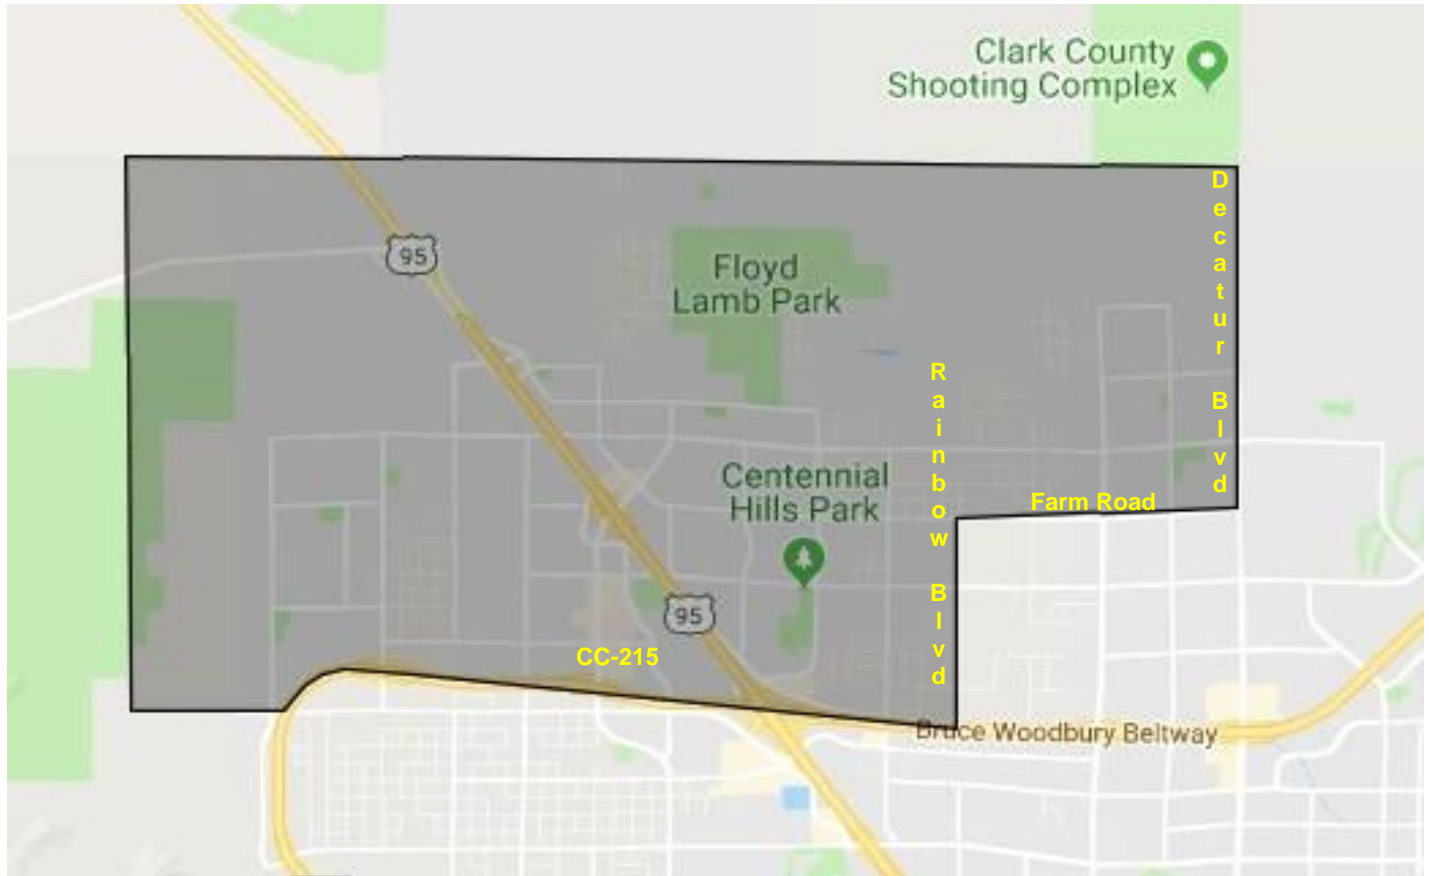 Clark County
Shooting Complex
95
Floyd
Lamb Park
Decatur Blvd
Rainbow Blvd
Centennial
Hills Park
Farm Road
95
CC-215
Bruce Woodbury Beltway